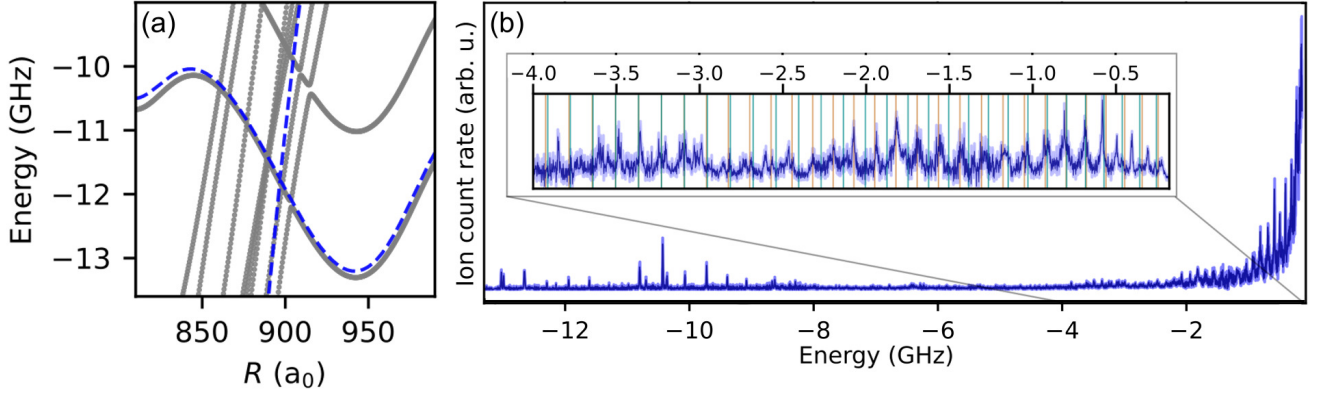 (a)
Energy (GHz)
−10
−11
−12
−13
850 900 950
R (a₀)
(b)
Ion count rate (arb. u.)
−4.0 −3.5 −3.0 −2.5 −2.0 −1.5 −1.0 −0.5
−12 −10 −8 −6 −4 −2
Energy (GHz)